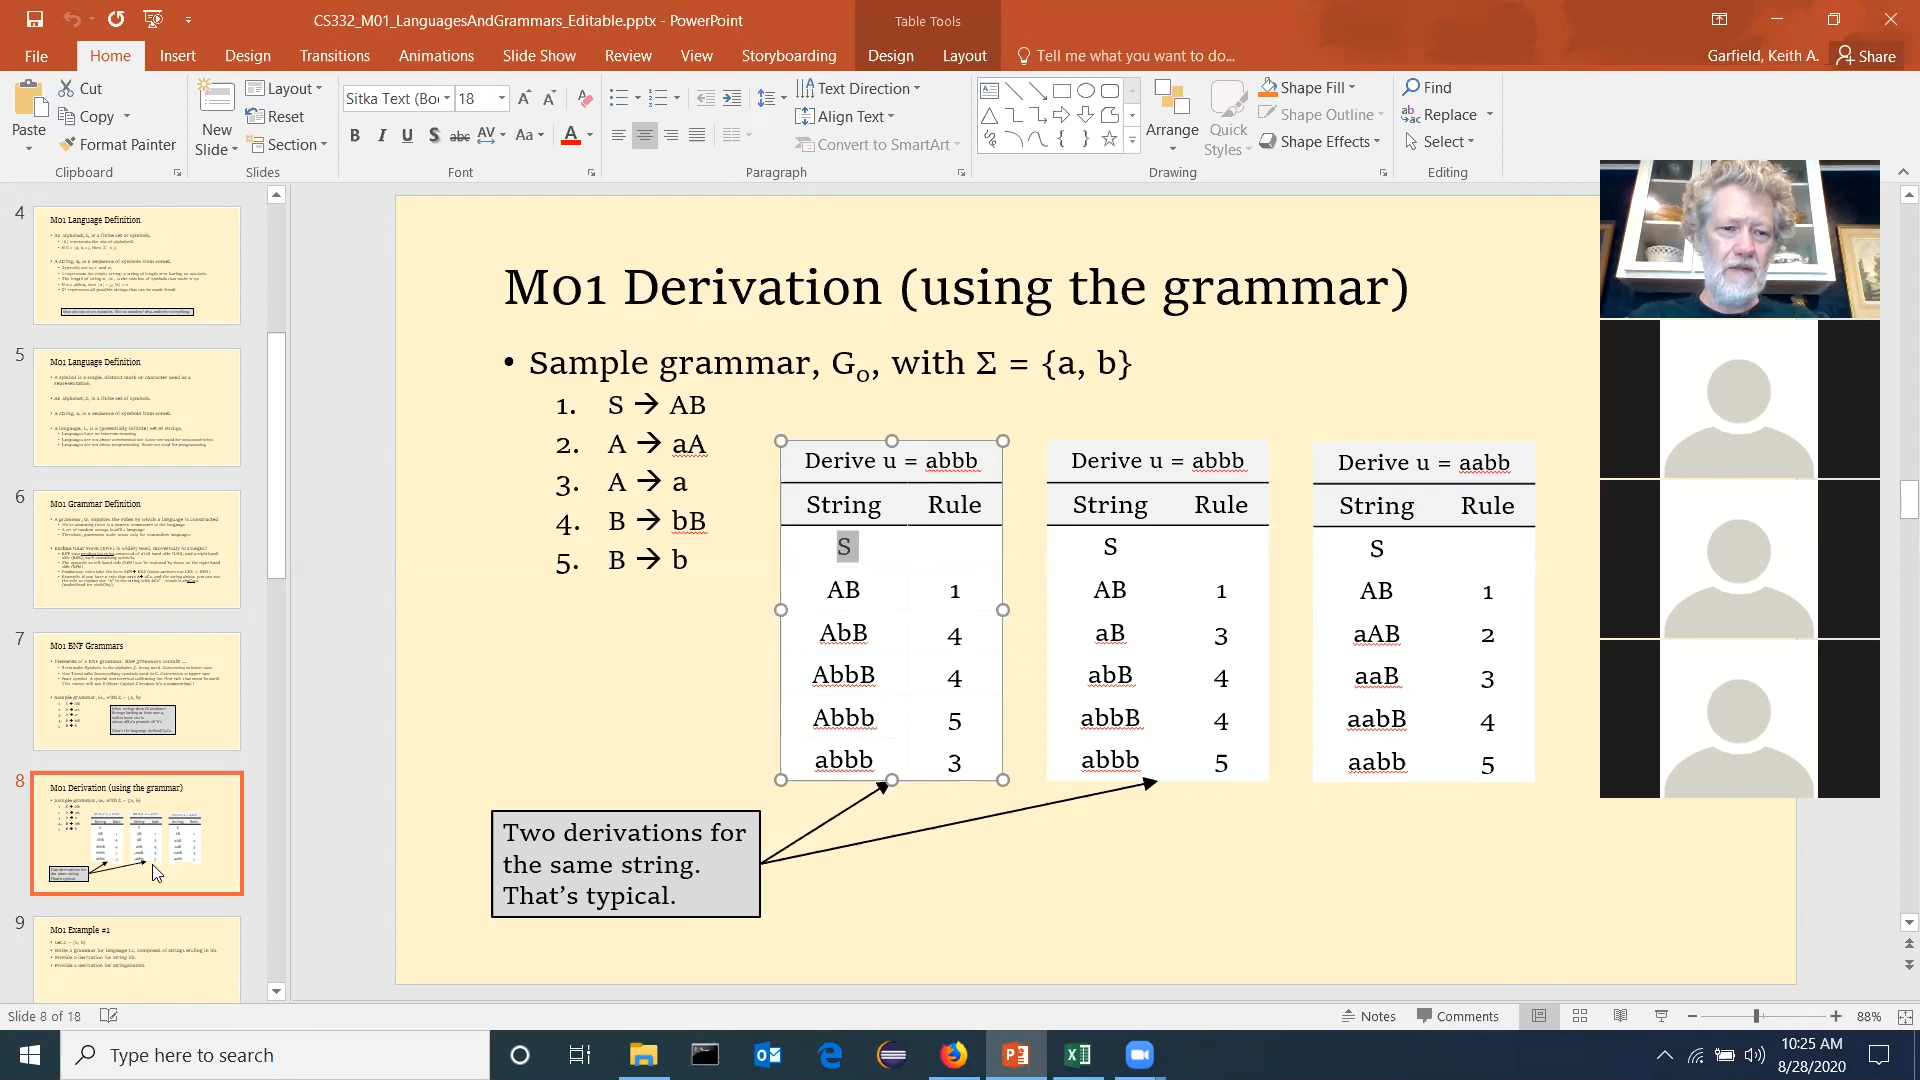 CS332_M01_LanguagesAndGrammars_Editable.pptx - PowerPoint
Table Tools
File Home Insert Design Transitions Animations Slide Show Review View Storyboarding Design Layout Tell me what you want to do... Garfield, Keith A. Share
Paste
Cut
Copy
Format Painter
Clipboard
New Slide
Layout
Reset
Section
Slides
Sitka Text (Bo 18
B I U S abc AV Aa A
Font
Text Direction
Align Text
Convert to SmartArt
Paragraph
Arrange
Quick Styles
Shape Fill
Shape Outline
Shape Effects
Drawing
Find
Replace
Select
Editing
4
M01 Language Definition
5
M01 Language Definition
6
M01 Grammar Definition
7
M01 BNF Grammars
8
M01 Derivation (using the grammar)
9
M01 Example #1
M01 Derivation (using the grammar)
• Sample grammar, G₀, with Σ = {a, b}
1. S → AB
2. A → aA
3. A → a
4. B → bB
5. B → b
Derive u = abbb
String Rule
S
AB 1
AbB 4
AbbB 4
Abbb 5
abbb 3
Derive u = abbb
String Rule
S
AB 1
aB 3
abB 4
abbB 4
abbb 5
Derive u = aabb
String Rule
S
AB 1
aAB 2
aaB 3
aabB 4
aabb 5
Two derivations for
the same string.
That's typical.
Slide 8 of 18
Notes Comments 88%
Type here to search
10:25 AM
8/28/2020